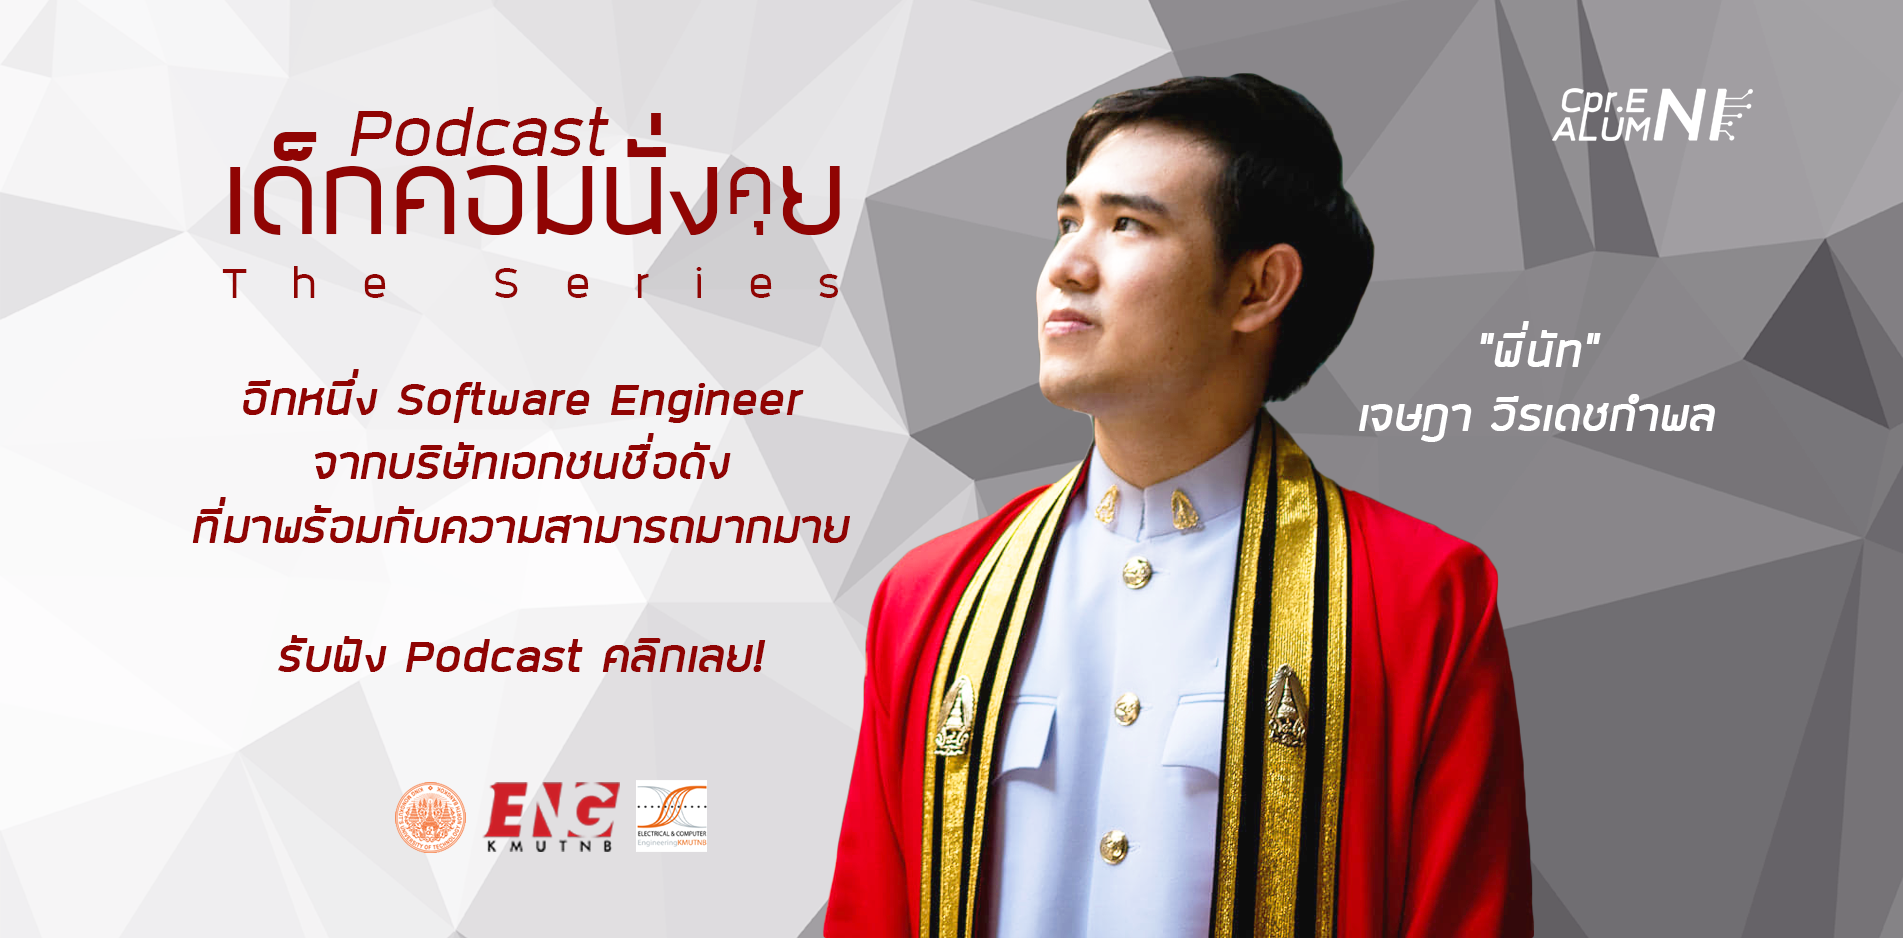 Podcast
เด็กคอมนั่งคุย
The Series
อีกหนึ่ง Software Engineer
จากบริษัทเอกชนชื่อดัง
ที่มาพร้อมกับความสามารถมากมาย
รับฟัง Podcast คลิกเลย!
Cpr.E
ALUMNI
"พี่นัท"
เจษฎา วีรเดชกำพล
ENG
KMUTNB
ELECTRICAL & COMPUTER
EngineeringKMUTNB